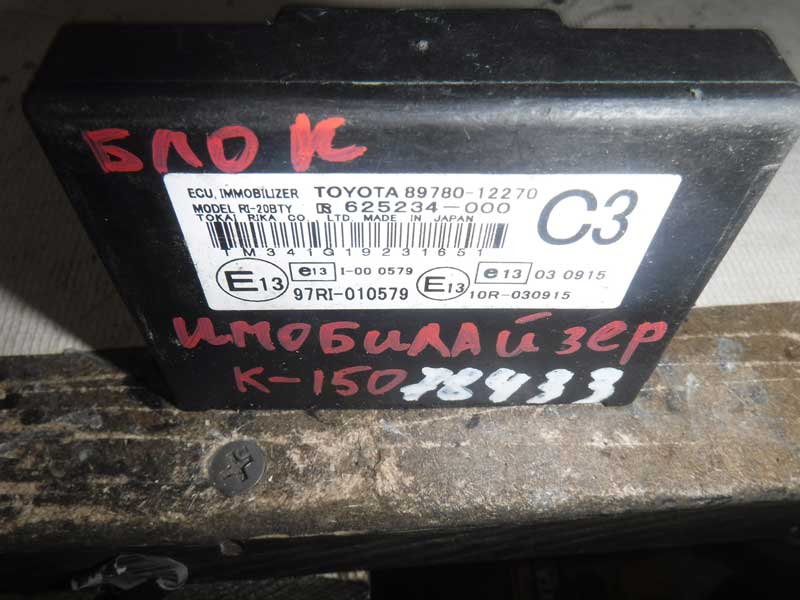 БЛОК
ECU, IMMOBILIZER TOYOTA 89780-12270
MODEL RI-20BTY 625234-000
C3
TOKAI RIKA CO., LTD. MADE IN JAPAN
TM341G19231651
E13 e13 I-00 0579 E13 e13 03 0915
97RI-010579 10R-030915
ИМОБИЛАЙЗЕР
К-150 78433